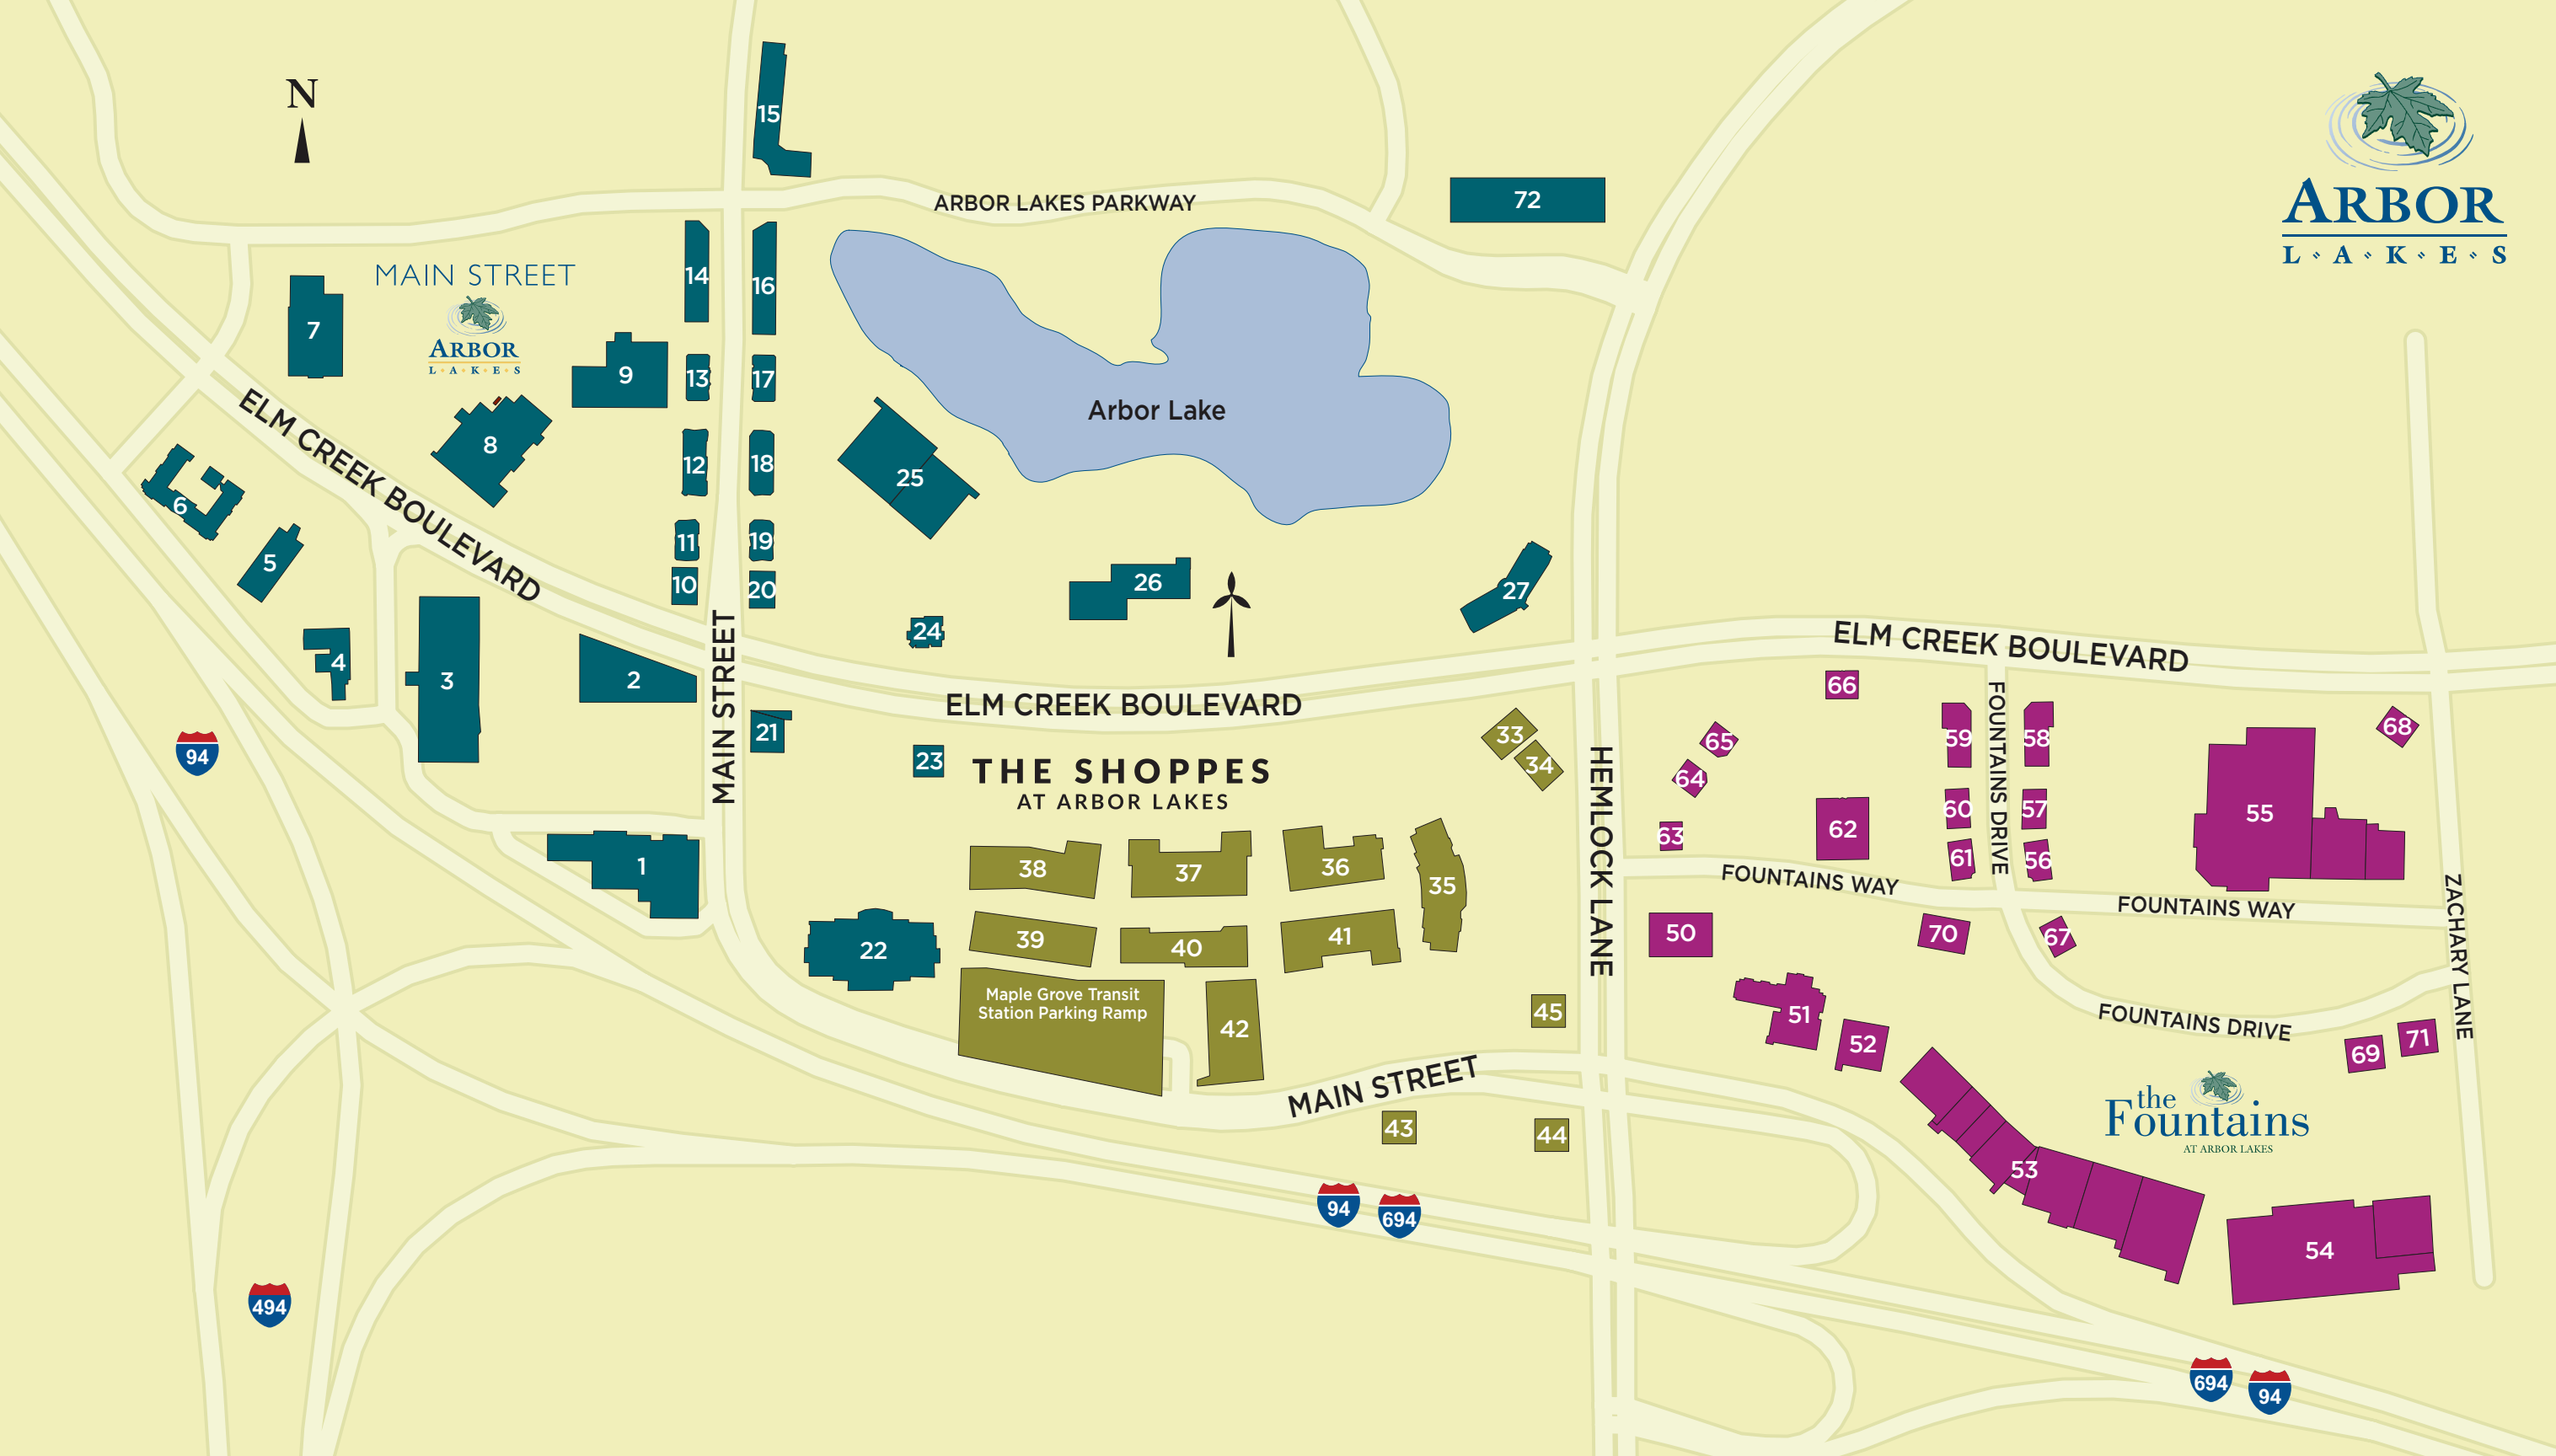 N
15
ARBOR LAKES PARKWAY
72
ARBOR
L·A·K·E·S
MAIN STREET
ARBOR
L·A·K·E·S
14
16
7
9
13
17
Arbor Lake
8
12
18
25
6
5
11
19
10
20
26
27
24
4
3
2
ELM CREEK BOULEVARD
MAIN STREET
ELM CREEK BOULEVARD
ELM CREEK BOULEVARD
66
21
23
33
34
65
64
59
58
68
94
THE SHOPPES
AT ARBOR LAKES
HEMLOCK LANE
FOUNTAINS DRIVE
63
62
60
57
55
61
56
1
38
37
36
35
FOUNTAINS WAY
FOUNTAINS WAY
ZACHARY LANE
22
39
40
41
50
70
67
Maple Grove Transit
Station Parking Ramp
42
45
51
52
FOUNTAINS DRIVE
69
71
MAIN STREET
43
44
the
Fountains
AT ARBOR LAKES
53
54
94
694
494
694
94